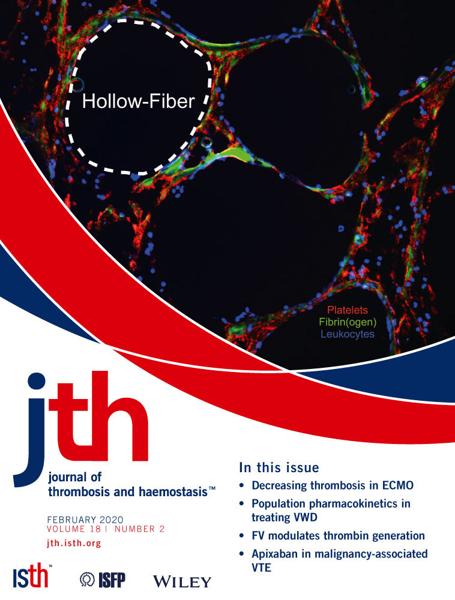 Hollow-Fiber
Platelets
Fibrin(ogen)
Leukocytes
jth
journal of
thrombosis and haemostasis™
FEBRUARY 2020
VOLUME 18 | NUMBER 2
jth.isth.org
In this issue
• Decreasing thrombosis in ECMO
• Population pharmacokinetics in
treating VWD
• FV modulates thrombin generation
• Apixaban in malignancy-associated
VTE
isth™
ISFP
WILEY